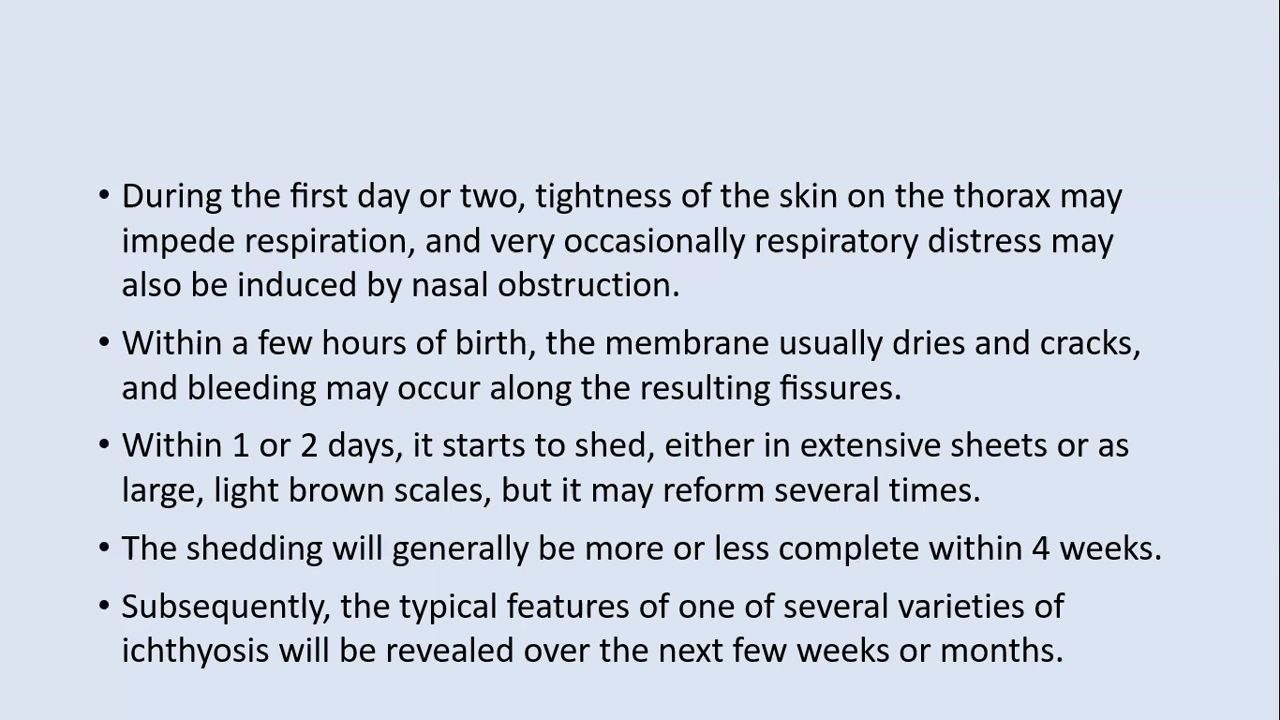 • During the first day or two, tightness of the skin on the thorax may
impede respiration, and very occasionally respiratory distress may
also be induced by nasal obstruction.
• Within a few hours of birth, the membrane usually dries and cracks,
and bleeding may occur along the resulting fissures.
• Within 1 or 2 days, it starts to shed, either in extensive sheets or as
large, light brown scales, but it may reform several times.
• The shedding will generally be more or less complete within 4 weeks.
• Subsequently, the typical features of one of several varieties of
ichthyosis will be revealed over the next few weeks or months.